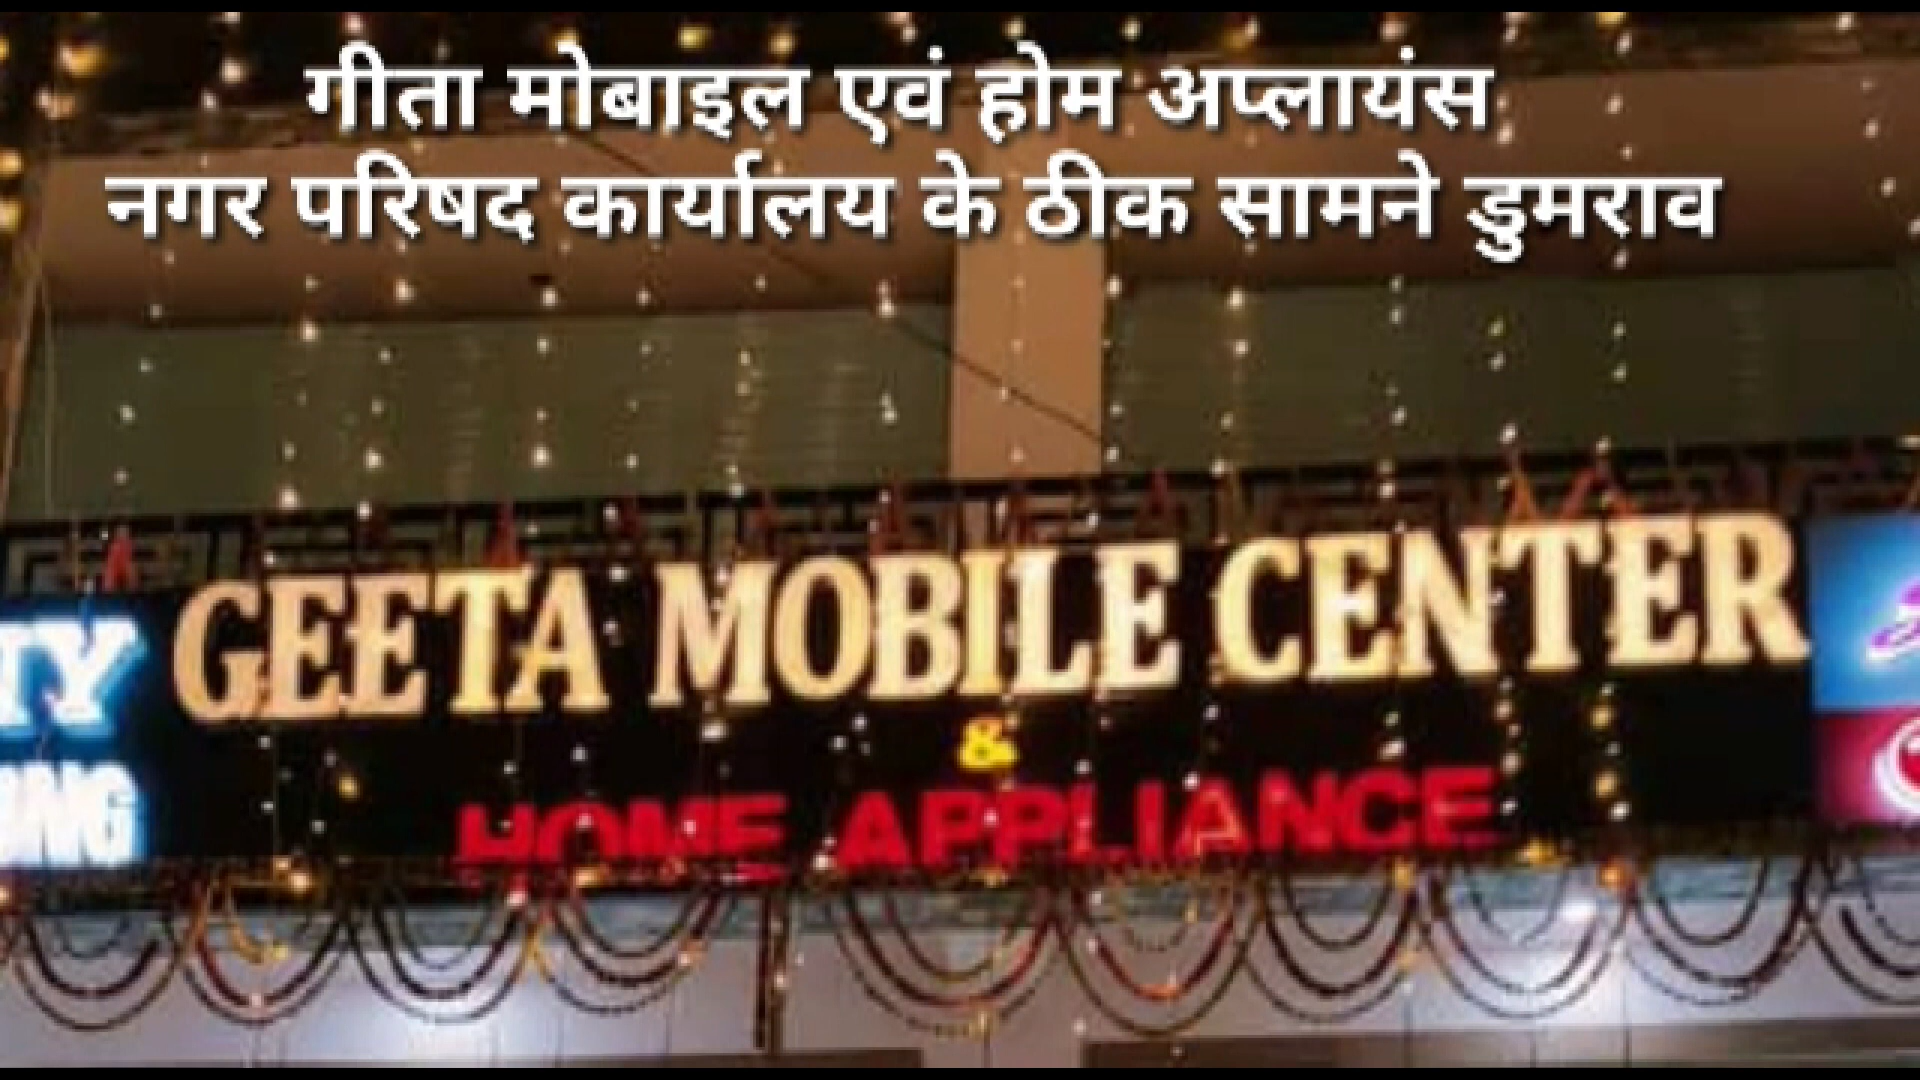 गीता मोबाइल एवं होम अप्लायंस
नगर परिषद कार्यालय के ठीक सामने डुमराव
GEETA MOBILE CENTER
&
HOME APPLIANCE